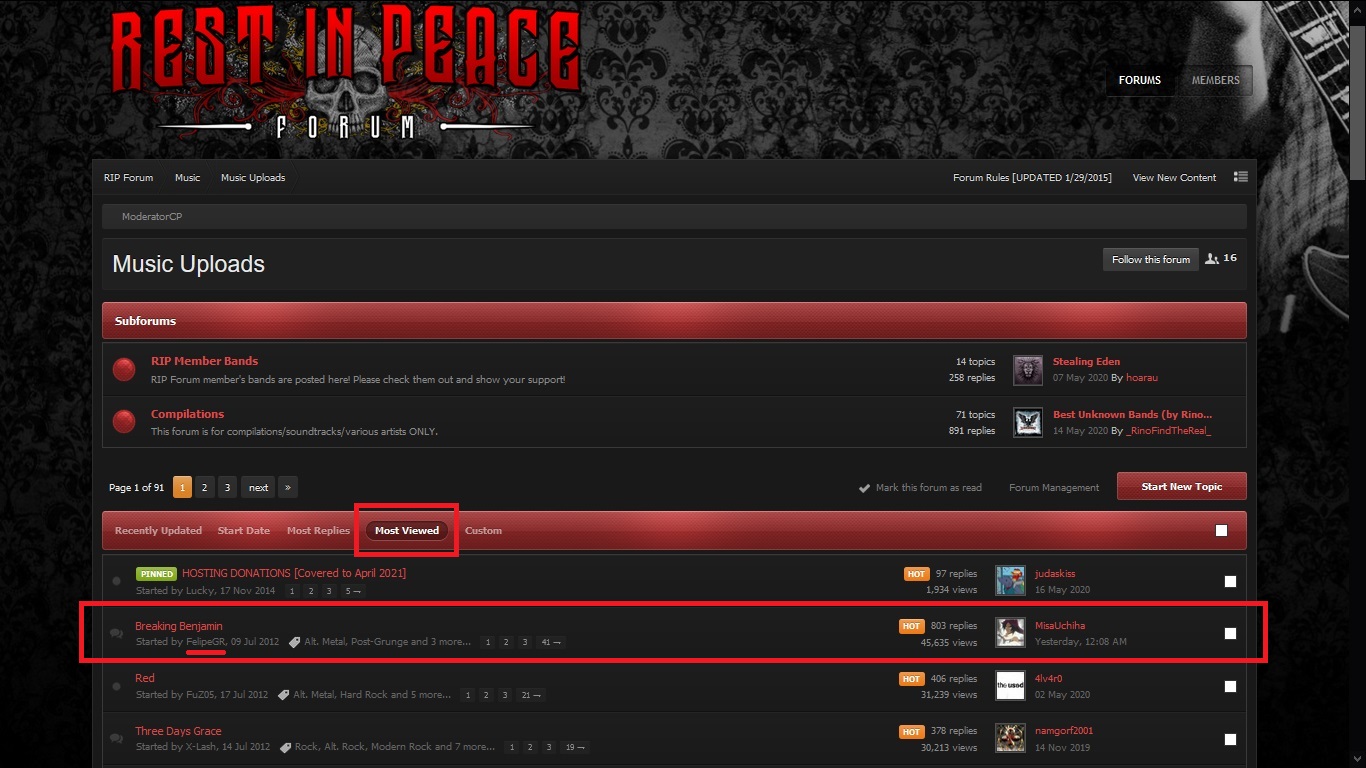 REST IN PEACE
FORUM
FORUMS MEMBERS
RIP Forum Music Music Uploads Forum Rules [UPDATED 1/29/2015] View New Content
ModeratorCP
Music Uploads Follow this forum 16
Subforums
RIP Member Bands 14 topics Stealing Eden
RIP Forum member's bands are posted here! Please check them out and show your support! 258 replies 07 May 2020 By hoarau
Compilations 71 topics Best Unknown Bands (by Rino...
This forum is for compilations/soundtracks/various artists ONLY. 891 replies 14 May 2020 By _RinoFindTheReal_
Page 1 of 91 1 2 3 next » Mark this forum as read Forum Management Start New Topic
Recently Updated Start Date Most Replies Most Viewed Custom
PINNED HOSTING DONATIONS [Covered to April 2021] HOT 97 replies judaskiss
Started by Lucky, 17 Nov 2014 1 2 3 5 → 1,934 views 16 May 2020
Breaking Benjamin HOT 803 replies MisaUchiha
Started by FelipeGR, 09 Jul 2012 Alt. Metal, Post-Grunge and 3 more... 1 2 3 41 → 45,635 views Yesterday, 12:08 AM
Red HOT 406 replies the used 4lv4r0
Started by FuZ05, 17 Jul 2012 Alt. Metal, Hard Rock and 5 more... 1 2 3 21 → 31,239 views 02 May 2020
Three Days Grace HOT 378 replies namgorf2001
Started by X-Lash, 14 Jul 2012 Rock, Alt. Rock, Modern Rock and 7 more... 1 2 3 19 → 30,213 views 14 Nov 2019